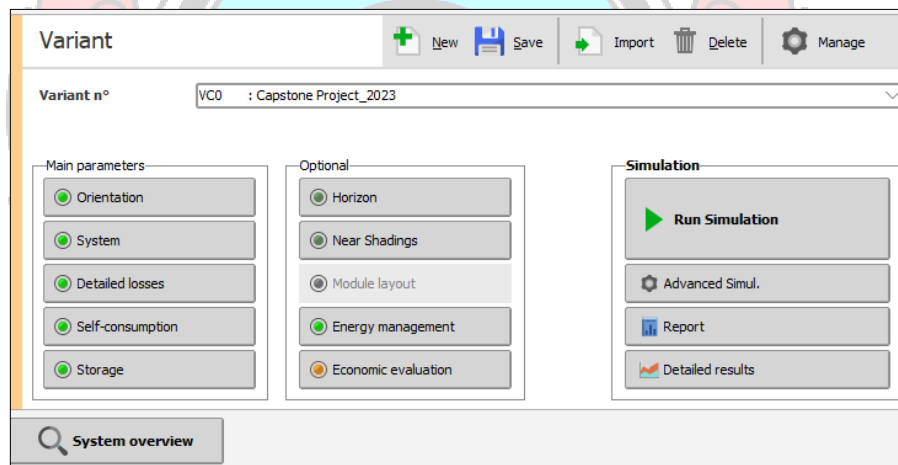 Variant
New
Save
Import
Delete
Manage
Variant n°
VC0 : Capstone Project_2023
Main parameters
Orientation
System
Detailed losses
Self-consumption
Storage
Optional
Horizon
Near Shadings
Module layout
Energy management
Economic evaluation
Simulation
Run Simulation
Advanced Simul.
Report
Detailed results
System overview